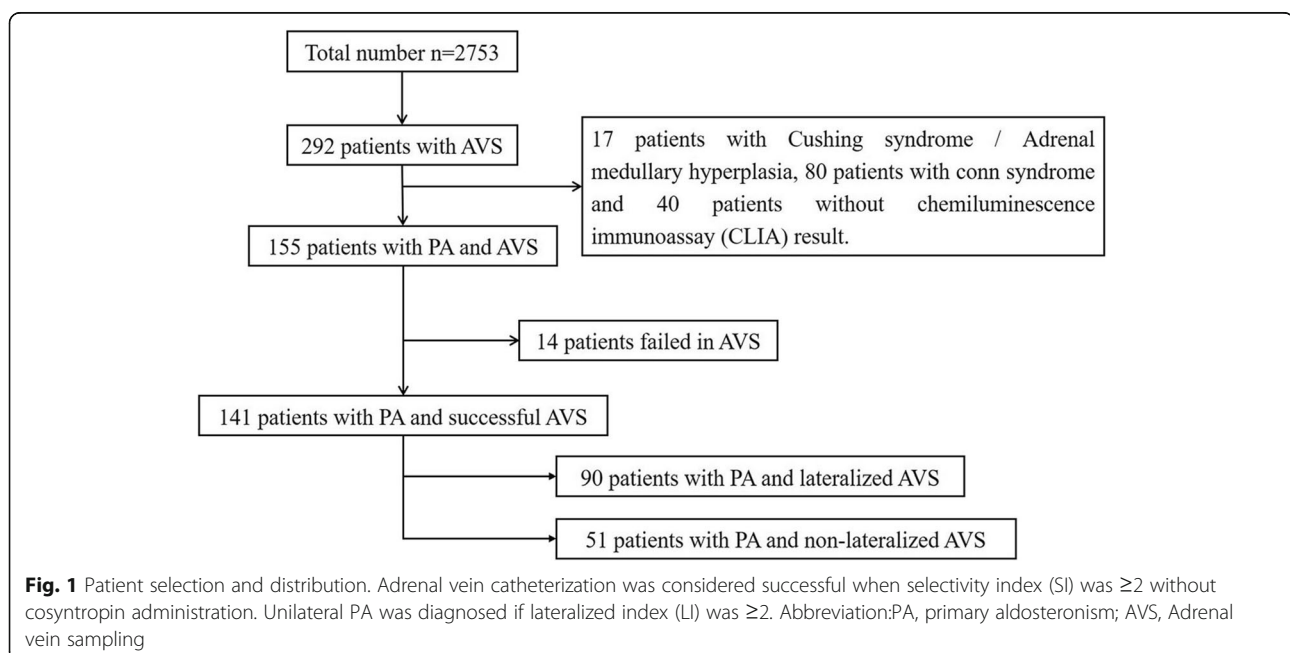 Total number n=2753
292 patients with AVS
17 patients with Cushing syndrome / Adrenal
medullary hyperplasia, 80 patients with conn syndrome
and 40 patients without chemiluminescence
immunoassay (CLIA) result.
155 patients with PA and AVS
14 patients failed in AVS
141 patients with PA and successful AVS
90 patients with PA and lateralized AVS
51 patients with PA and non-lateralized AVS
Fig. 1 Patient selection and distribution. Adrenal vein catheterization was considered successful when selectivity index (SI) was ≥2 without
cosyntropin administration. Unilateral PA was diagnosed if lateralized index (LI) was ≥2. Abbreviation:PA, primary aldosteronism; AVS, Adrenal
vein sampling